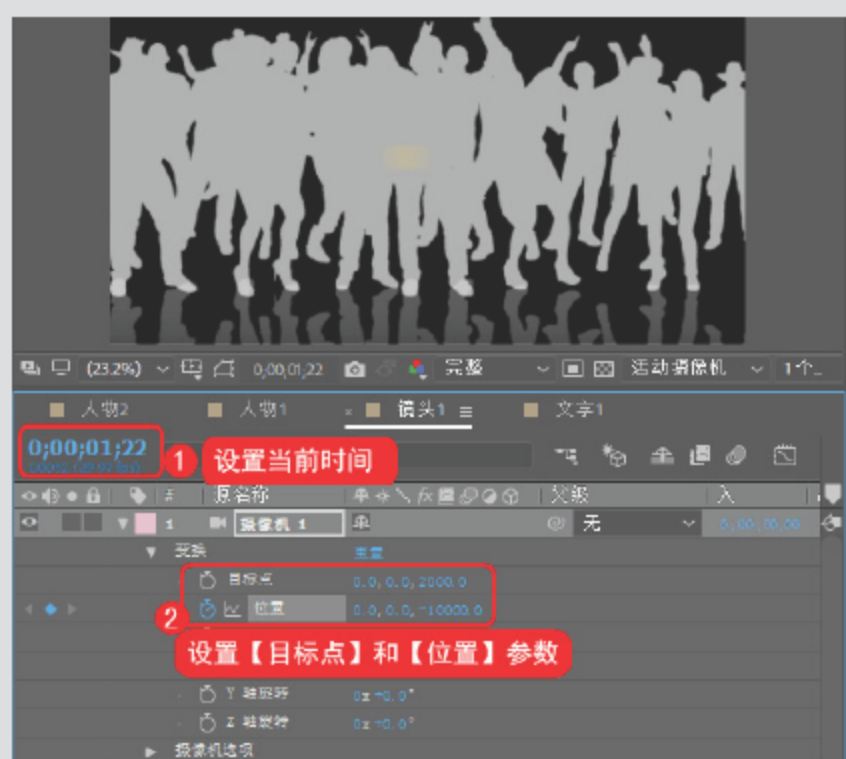 (23.2%) 0;00;01;22 完整 活动摄像机 1个_
人物2 人物1 × 镜头1 ≡ 文字1
0;00;01;22 1 设置当前时间
# 源名称 fx 父级 入
1 摄像机 1 无 0;00;00;00
变换 重置
目标点 0.0, 0.0, 2000.0
位置 0.0, 0.0, -10000.0
2
设置【目标点】和【位置】参数
Y 轴旋转 0x+0.0°
Z 轴旋转 0x+0.0°
摄像机选项